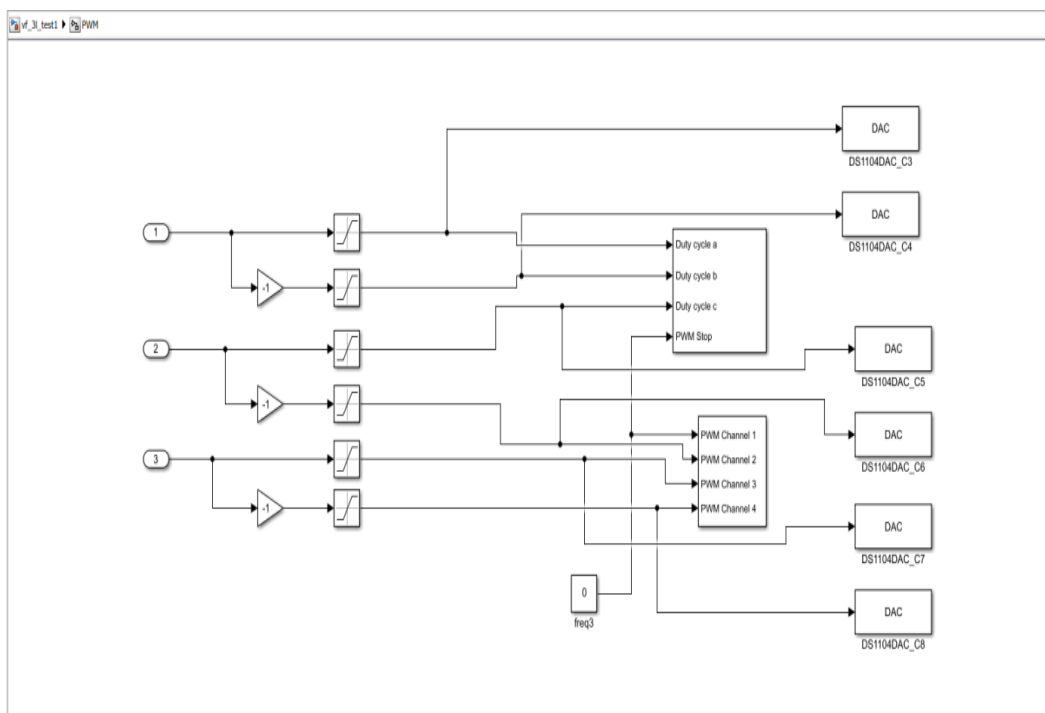 vf_3l_test1 PWM
DAC
DS1104DAC_C3
DAC
DS1104DAC_C4
1
-1
Duty cycle a
Duty cycle b
Duty cycle c
PWM Stop
2
-1
DAC
DS1104DAC_C5
3
-1
PWM Channel 1
PWM Channel 2
PWM Channel 3
PWM Channel 4
DAC
DS1104DAC_C6
DAC
DS1104DAC_C7
0
freq3
DAC
DS1104DAC_C8